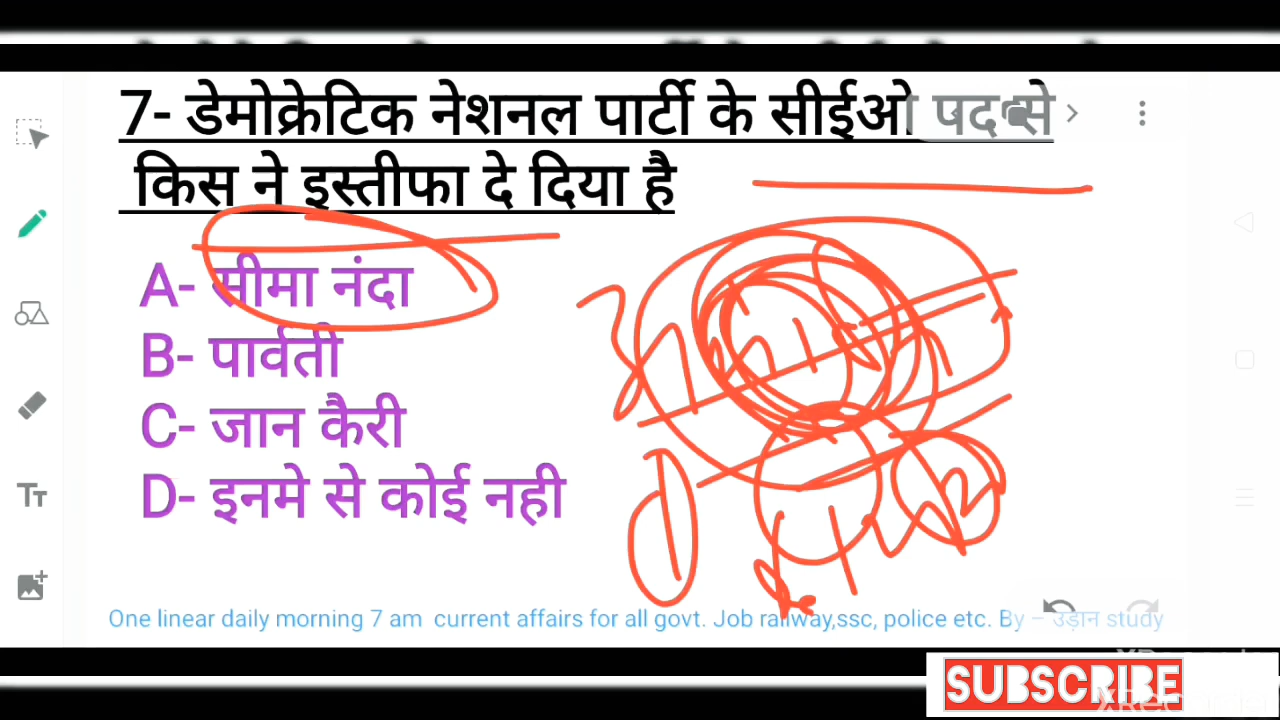 7- डेमोक्रेटिक नेशनल पार्टी के सीईओ पद से
किस ने इस्तीफा दे दिया है
A- सीमा नंदा
B- पार्वती
C- जान कैरी
D- इनमे से कोई नही
One linear daily morning 7 am current affairs for all govt. Job railway,ssc, police etc. By – उड़ान study
SUBSCRIBE